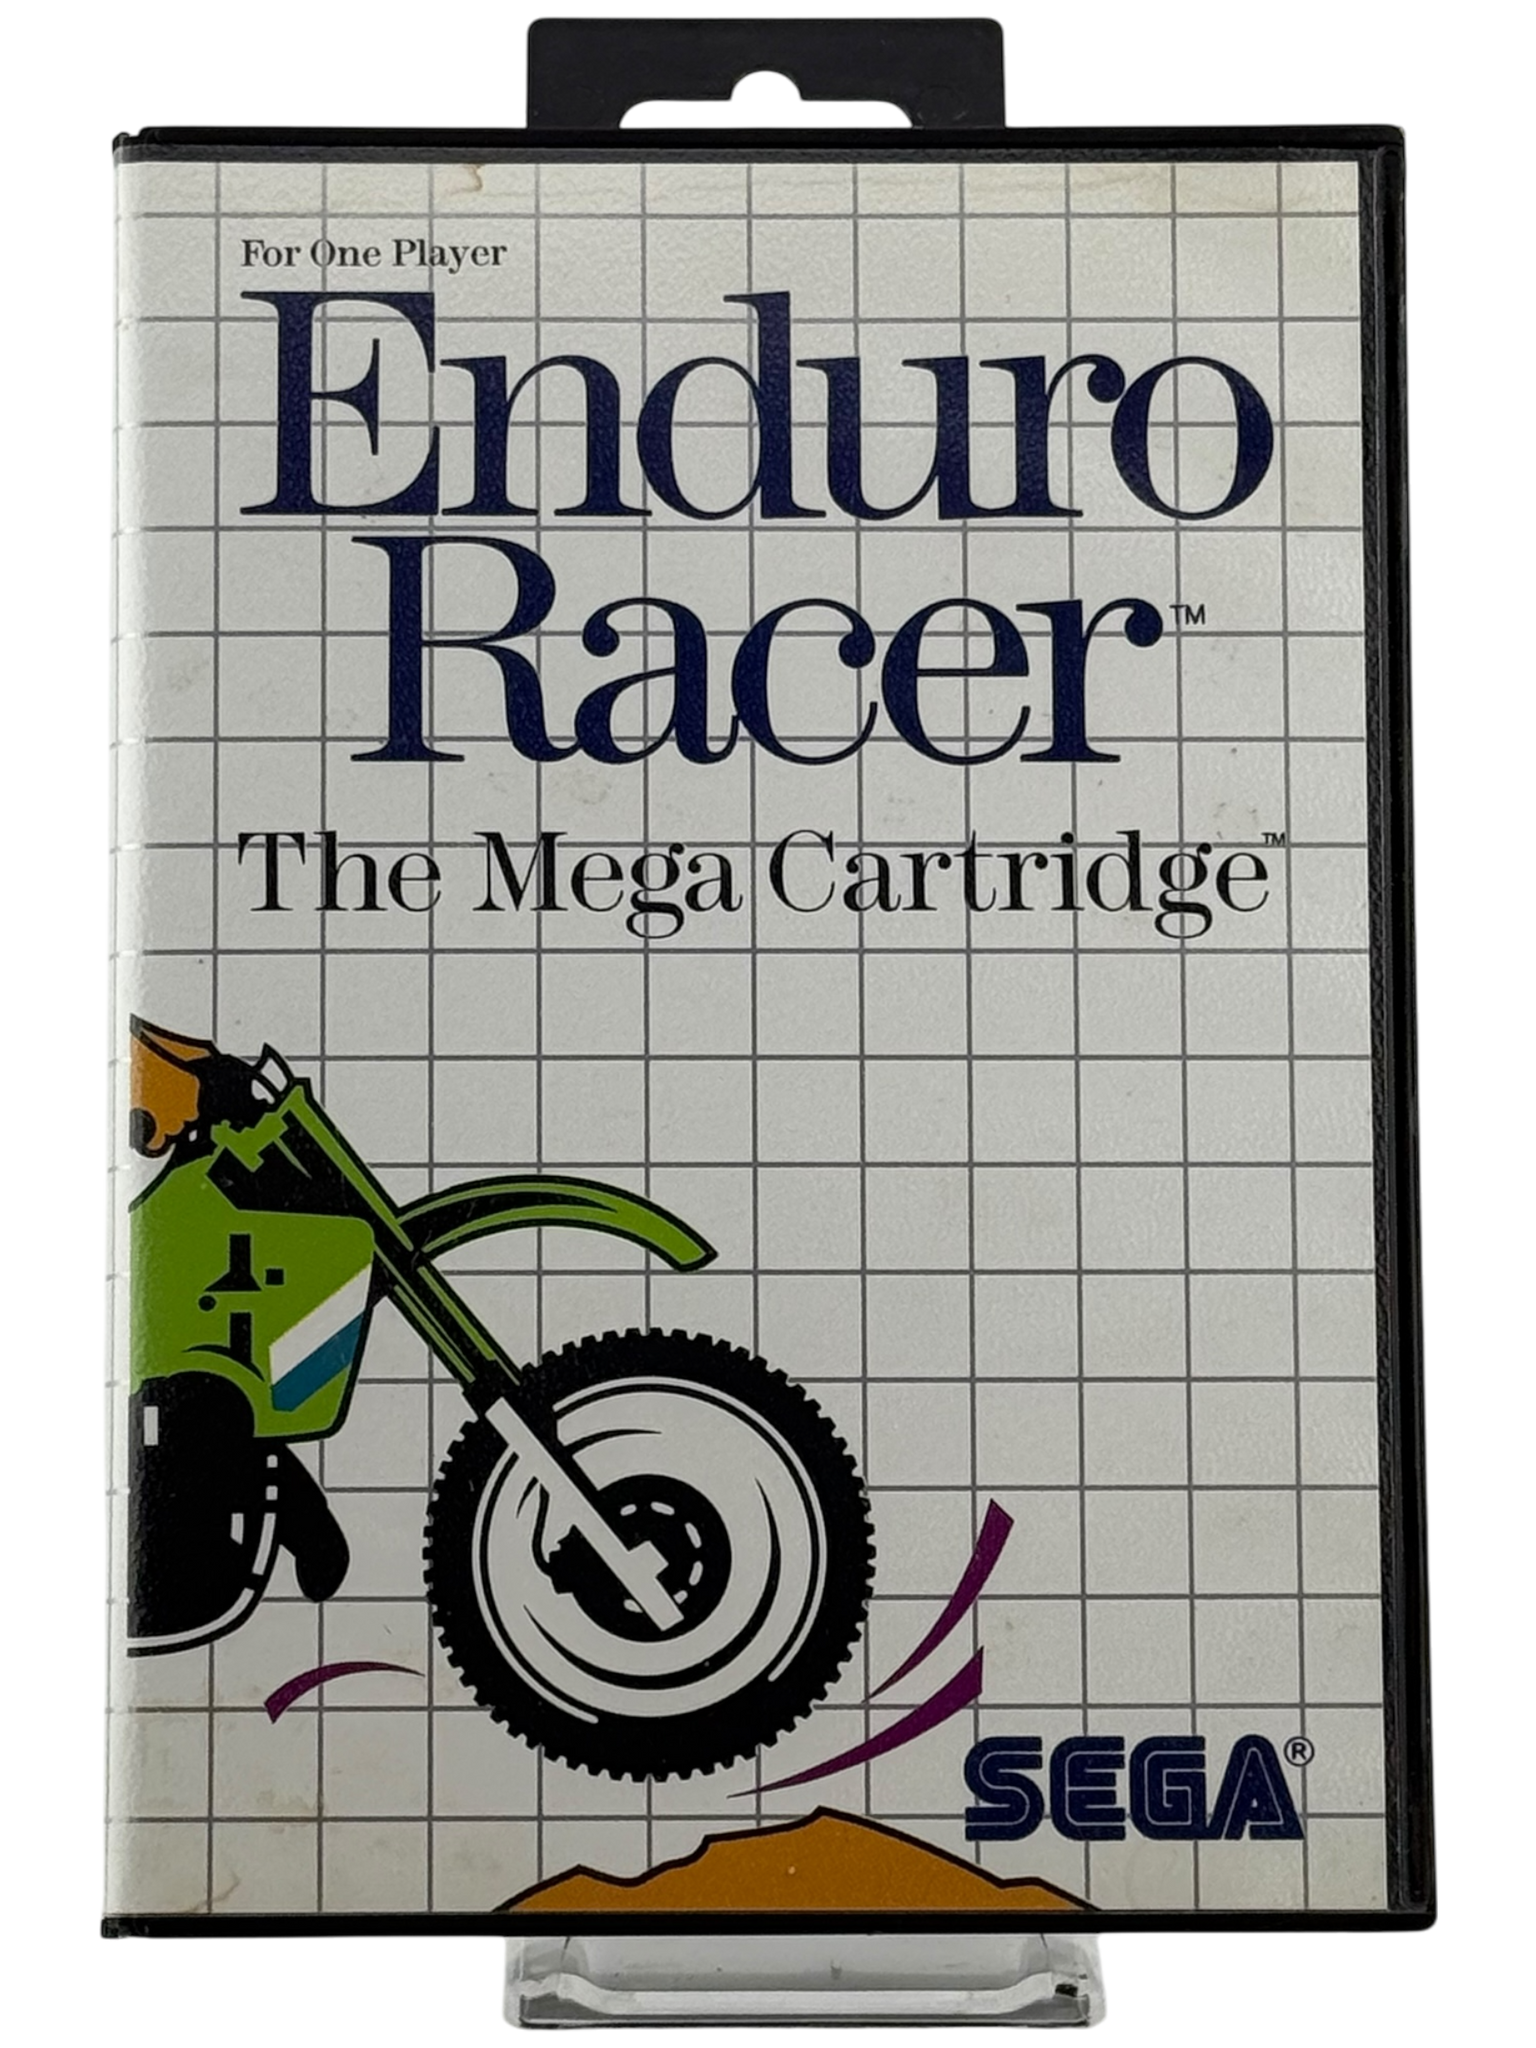 For One Player
Enduro
Racer™
The Mega Cartridge™
SEGA®